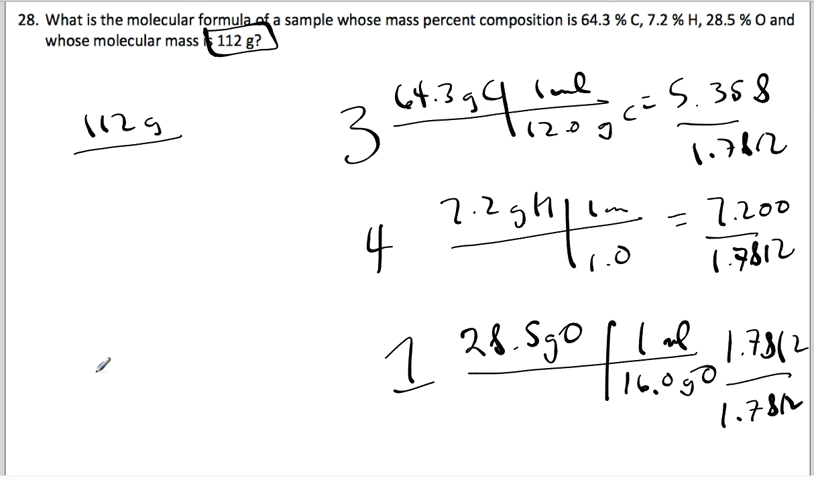 28. What is the molecular formula of a sample whose mass percent composition is 64.3 % C, 7.2 % H, 28.5 % O and
whose molecular mass is 112 g?
112 g
3 64.3 g C | 1 mol / 12.0 g C = 5.358 / 1.7812
4 7.2 g H | 1 m / 1.0 = 7.200 / 1.7812
1 28.5 g O | 1 mol / 16.0 g O 1.7812 / 1.7812